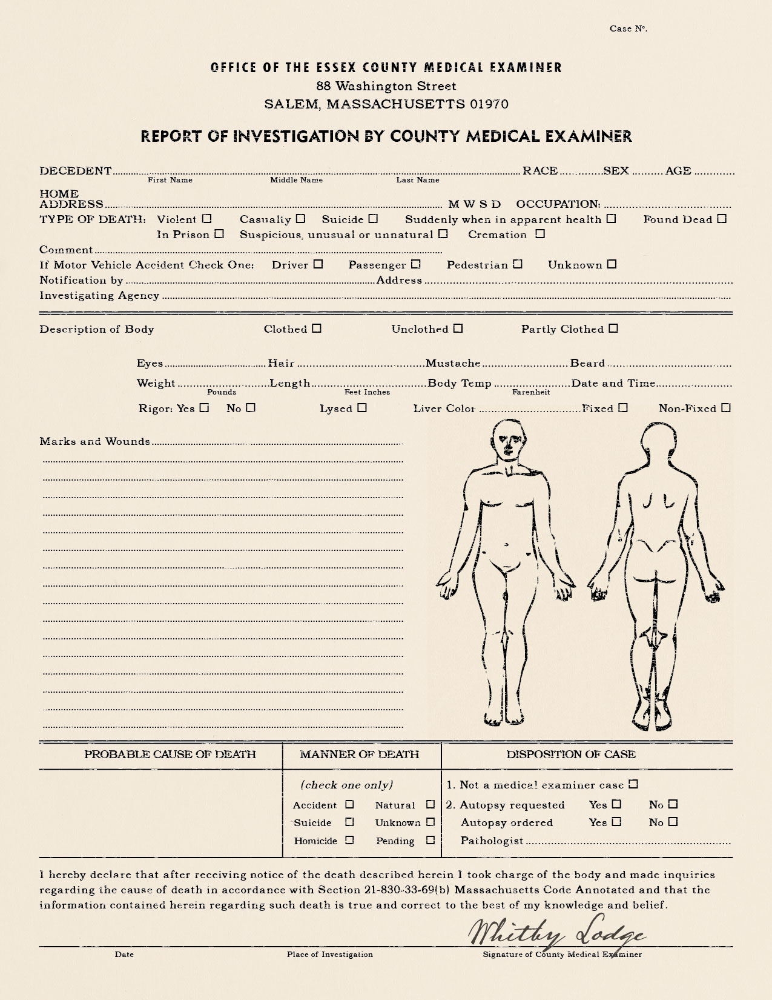 Case Nº.
OFFICE OF THE ESSEX COUNTY MEDICAL EXAMINER
88 Washington Street
SALEM, MASSACHUSETTS 01970
REPORT OF INVESTIGATION BY COUNTY MEDICAL EXAMINER
DECEDENT RACE SEX AGE
First Name Middle Name Last Name
HOME
ADDRESS M W S D OCCUPATION:
TYPE OF DEATH: Violent ☐ Casualty ☐ Suicide ☐ Suddenly when in apparent health ☐ Found Dead ☐
In Prison ☐ Suspicious, unusual or unnatural ☐ Cremation ☐
Comment
If Motor Vehicle Accident Check One: Driver ☐ Passenger ☐ Pedestrian ☐ Unknown ☐
Notification by Address
Investigating Agency
Description of Body Clothed ☐ Unclothed ☐ Partly Clothed ☐
Eyes Hair Mustache Beard
Weight Length Body Temp Date and Time
Pounds Feet Inches Farenheit
Rigor: Yes ☐ No ☐ Lysed ☐ Liver Color Fixed ☐ Non-Fixed ☐
Marks and Wounds
PROBABLE CAUSE OF DEATH MANNER OF DEATH DISPOSITION OF CASE
(check one only) 1. Not a medical examiner case ☐
Accident ☐ Natural ☐ 2. Autopsy requested Yes ☐ No ☐
Suicide ☐ Unknown ☐ Autopsy ordered Yes ☐ No ☐
Homicide ☐ Pending ☐ Pathologist
I hereby declare that after receiving notice of the death described herein I took charge of the body and made inquiries
regarding the cause of death in accordance with Section 21-830-33-69(b) Massachusetts Code Annotated and that the
information contained herein regarding such death is true and correct to the best of my knowledge and belief.
Whitby Lodge
Date Place of Investigation Signature of County Medical Examiner